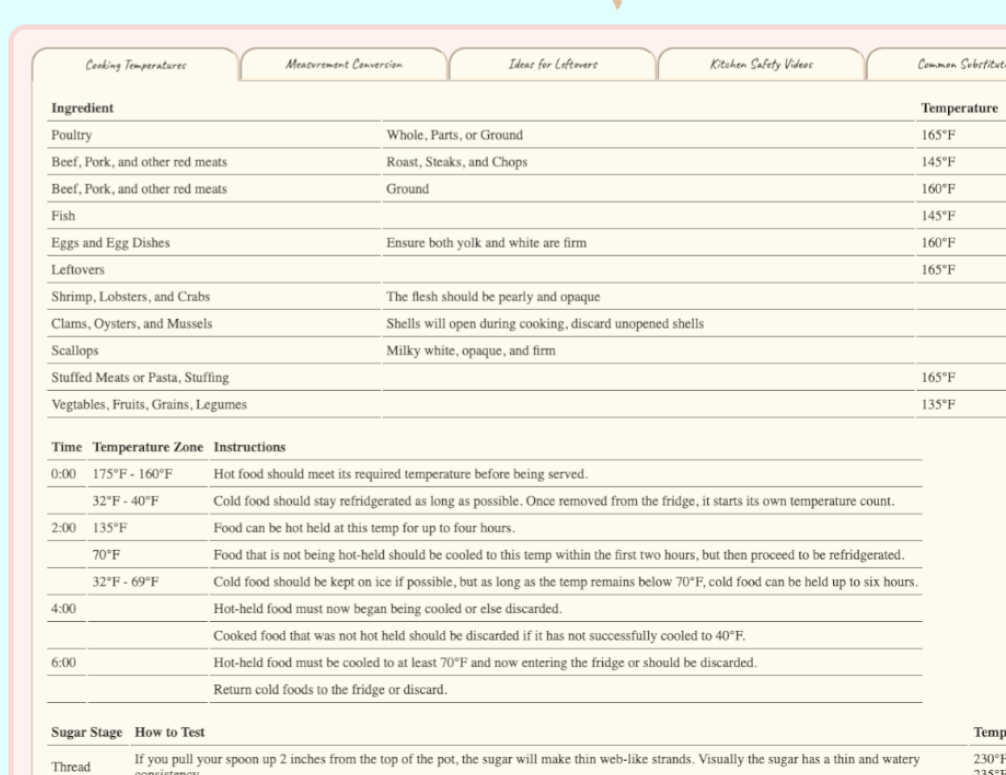 Cooking Temperatures Measurement Conversion Ideas for Leftovers Kitchen Safety Videos Common
Ingredient Temperature
Poultry Whole, Parts, or Ground 165°F
Beef, Pork, and other red meats Roast, Steaks, and Chops 145°F
Beef, Pork, and other red meats Ground 160°F
Fish 145°F
Eggs and Egg Dishes Ensure both yolk and white are firm 160°F
Leftovers 165°F
Shrimp, Lobsters, and Crabs The flesh should be pearly and opaque
Clams, Oysters, and Mussels Shells will open during cooking, discard unopened shells
Scallops Milky white, opaque, and firm
Stuffed Meats or Pasta, Stuffing 165°F
Vegtables, Fruits, Grains, Legumes 135°F
Time Temperature Zone Instructions
0:00 175°F - 160°F Hot food should meet its required temperature before being served.
32°F - 40°F Cold food should stay refridgerated as long as possible. Once removed from the fridge, it starts its own temperature count.
2:00 135°F Food can be hot held at this temp for up to four hours.
70°F Food that is not being hot-held should be cooled to this temp within the first two hours, but then proceed to be refridgerated.
32°F - 69°F Cold food should be kept on ice if possible, but as long as the temp remains below 70°F, cold food can be held up to six hours.
4:00 Hot-held food must now began being cooled or else discarded.
Cooked food that was not hot held should be discarded if it has not successfully cooled to 40°F.
6:00 Hot-held food must be cooled to at least 70°F and now entering the fridge or should be discarded.
Return cold foods to the fridge or discard.
Sugar Stage How to Test Temp
Thread If you pull your spoon up 2 inches from the top of the pot, the sugar will make thin web-like strands. Visually the sugar has a thin and watery 230°F